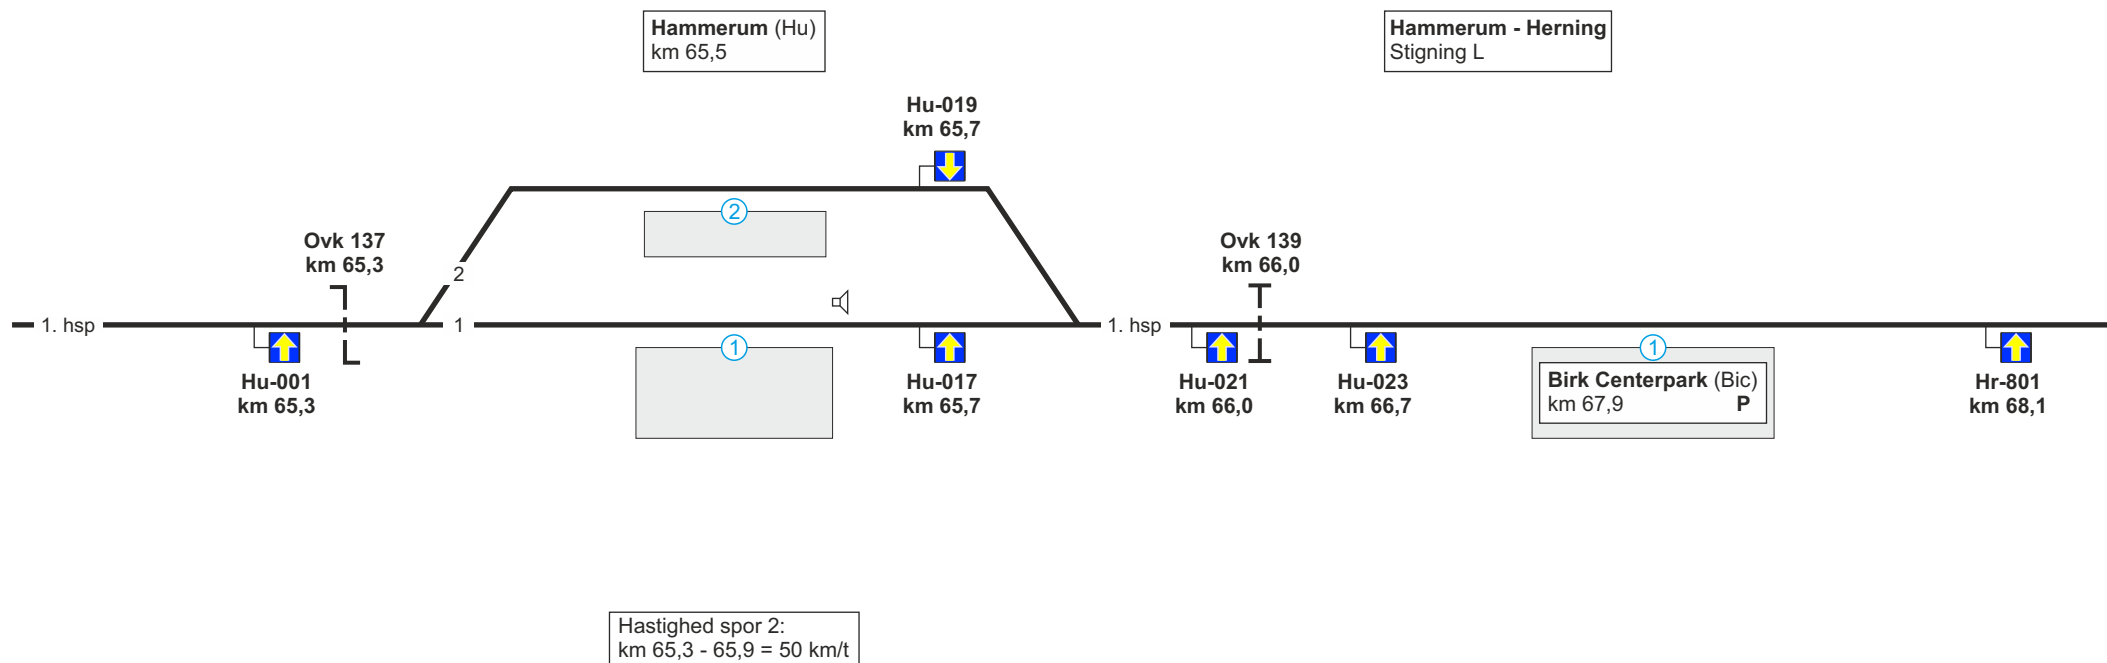 Hammerum (Hu)
km 65,5
Hammerum - Herning
Stigning L
Hu-019
km 65,7
2
Ovk 137
km 65,3
Ovk 139
km 66,0
2
1. hsp
1
1. hsp
1
1
Hu-001
km 65,3
Hu-017
km 65,7
Hu-021
km 66,0
Hu-023
km 66,7
Birk Centerpark (Bic)
km 67,9 P
Hr-801
km 68,1
Hastighed spor 2:
km 65,3 - 65,9 = 50 km/t